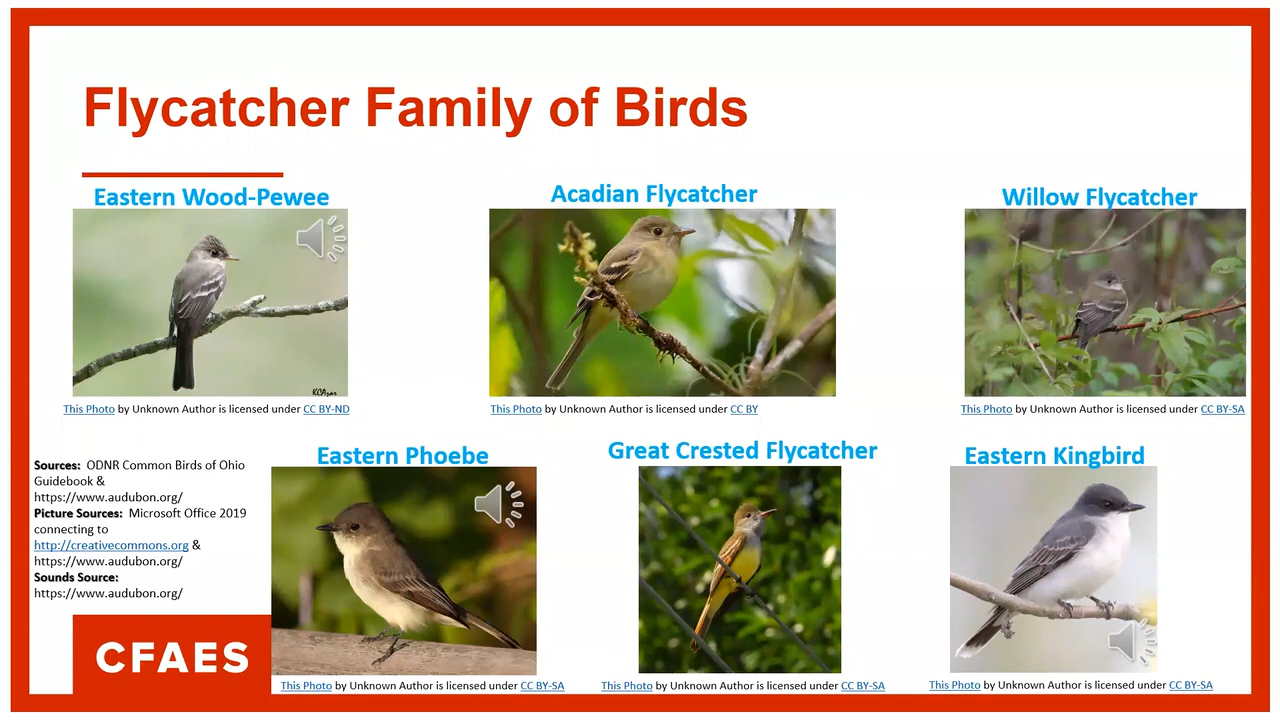 Flycatcher Family of Birds
Eastern Wood-Pewee
Acadian Flycatcher
Willow Flycatcher
KCAzar
This Photo by Unknown Author is licensed under CC BY-ND
This Photo by Unknown Author is licensed under CC BY
This Photo by Unknown Author is licensed under CC BY-SA
Eastern Phoebe
Great Crested Flycatcher
Eastern Kingbird
Sources: ODNR Common Birds of Ohio
Guidebook &
https://www.audubon.org/
Picture Sources: Microsoft Office 2019
connecting to
http://creativecommons.org &
https://www.audubon.org/
Sounds Source:
https://www.audubon.org/
CFAES
This Photo by Unknown Author is licensed under CC BY-SA
This Photo by Unknown Author is licensed under CC BY-SA
This Photo by Unknown Author is licensed under CC BY-SA